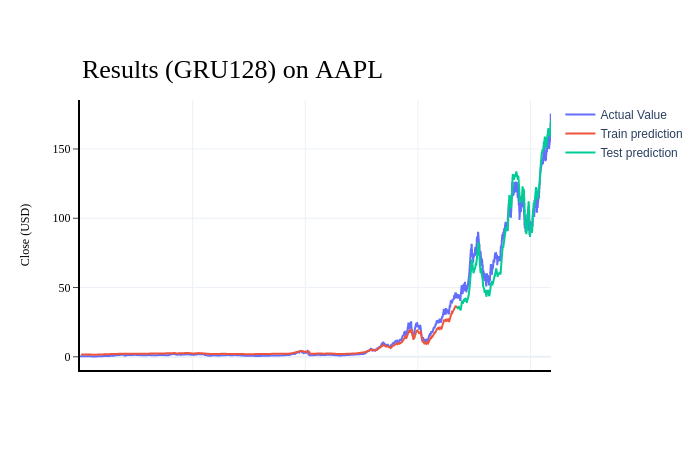 Results (GRU128) on AAPL
Actual Value
Train prediction
Test prediction
Close (USD)
150
100
50
0